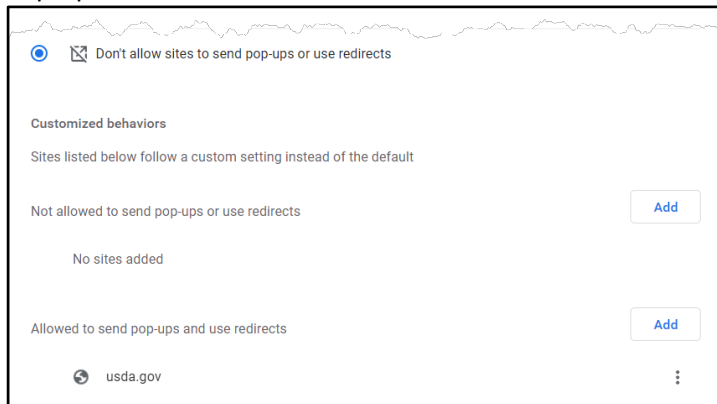 Don't allow sites to send pop-ups or use redirects
Customized behaviors
Sites listed below follow a custom setting instead of the default
Not allowed to send pop-ups or use redirects
Add
No sites added
Allowed to send pop-ups and use redirects
Add
usda.gov